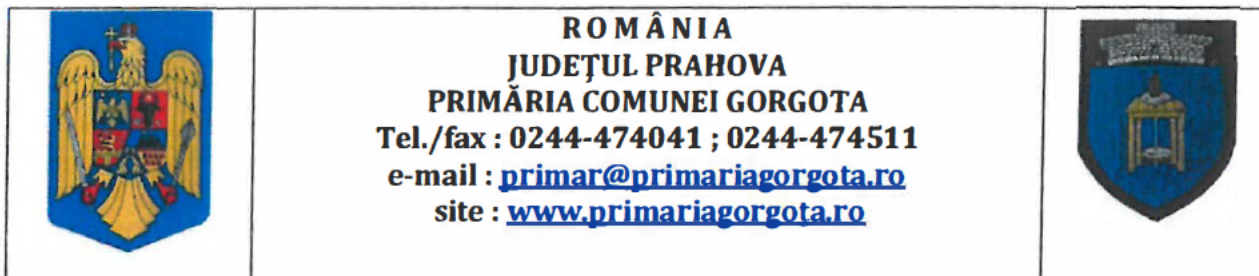 ROMÂNIA
JUDEŢUL PRAHOVA
PRIMĂRIA COMUNEI GORGOTA
Tel./fax : 0244-474041 ; 0244-474511
e-mail : primar@primariagorgota.ro
site : www.primariagorgota.ro